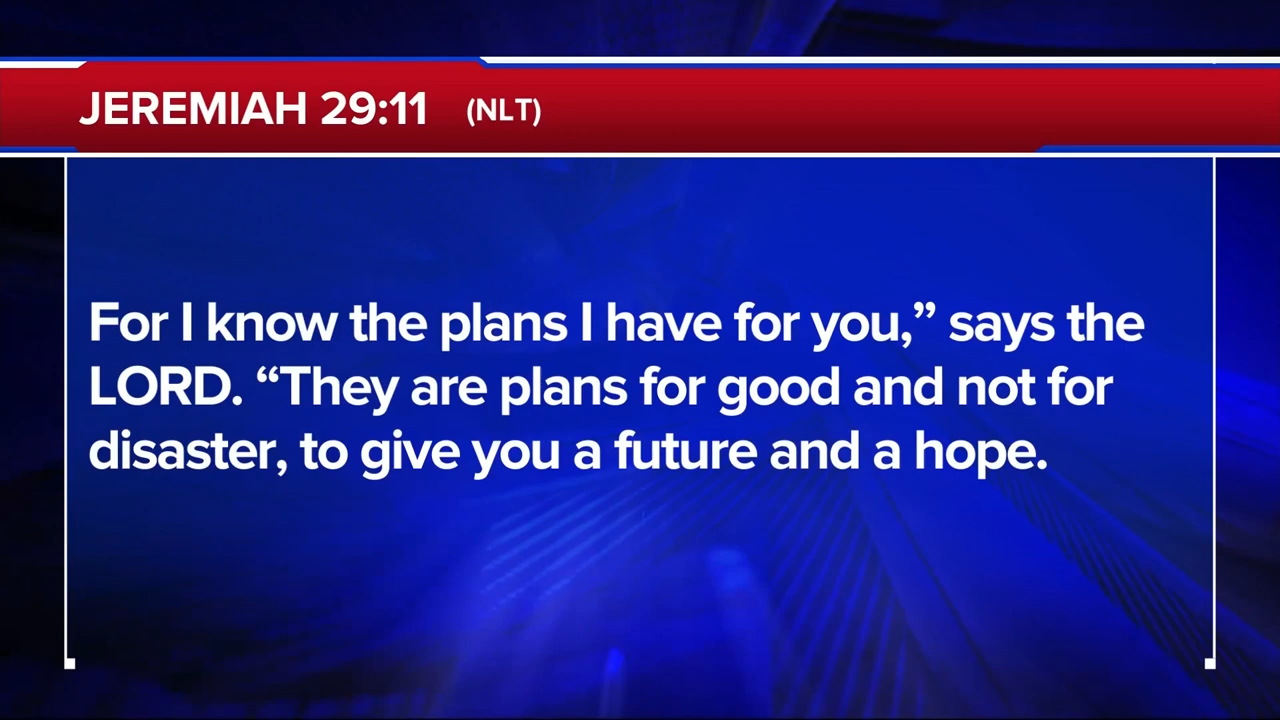 JEREMIAH 29:11 (NLT)
For I know the plans I have for you,” says the
LORD. “They are plans for good and not for
disaster, to give you a future and a hope.